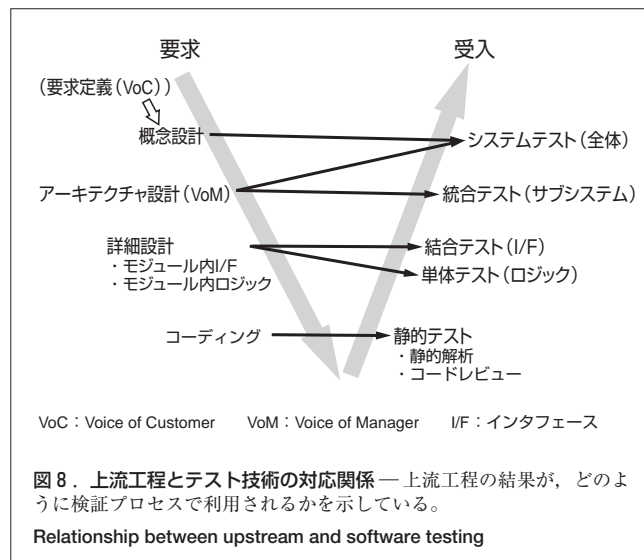 要求
受入
（要求定義（VoC））
概念設計
システムテスト（全体）
アーキテクチャ設計（VoM）
統合テスト（サブシステム）
詳細設計
・モジュール内I/F
・モジュール内ロジック
結合テスト（I/F）
単体テスト（ロジック）
コーディング
静的テスト
・静的解析
・コードレビュー
VoC：Voice of Customer　VoM：Voice of Manager　I/F：インタフェース
図8．上流工程とテスト技術の対応関係 ― 上流工程の結果が，どのよ
うに検証プロセスで利用されるかを示している。
Relationship between upstream and software testing